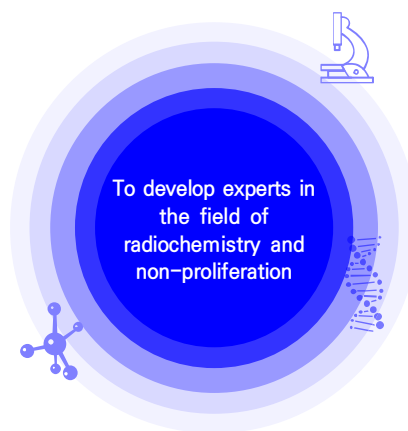 To develop experts in
the field of
radiochemistry and
non-proliferation